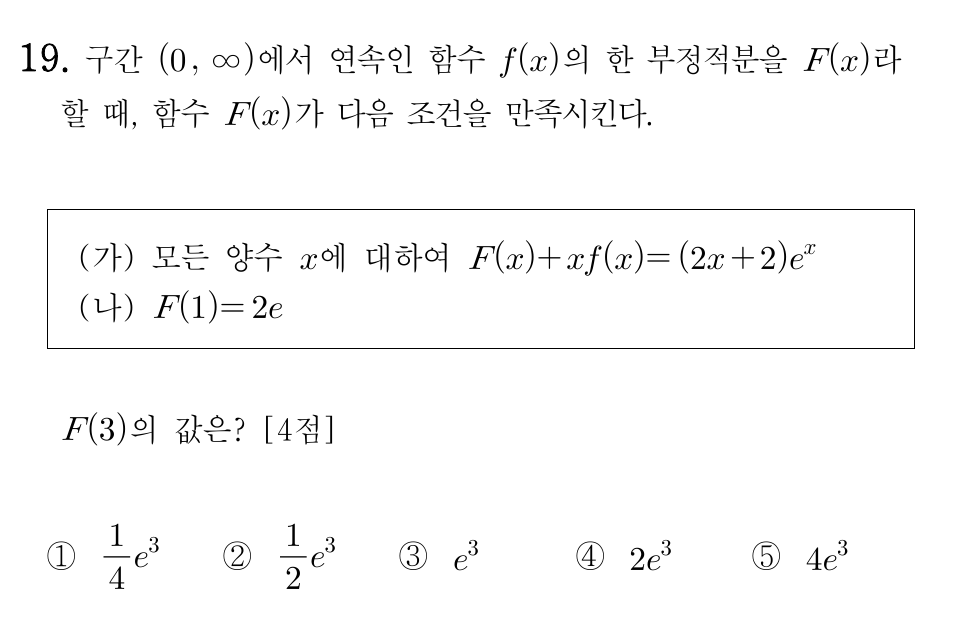 19. 구간 (0, ∞)에서 연속인 함수 f(x)의 한 부정적분을 F(x)라
할 때, 함수 F(x)가 다음 조건을 만족시킨다.
(가) 모든 양수 x에 대하여 F(x)+xf(x)=(2x+2)e^x
(나) F(1)=2e
F(3)의 값은? [4점]
① 1/4 e^3 ② 1/2 e^3 ③ e^3 ④ 2e^3 ⑤ 4e^3